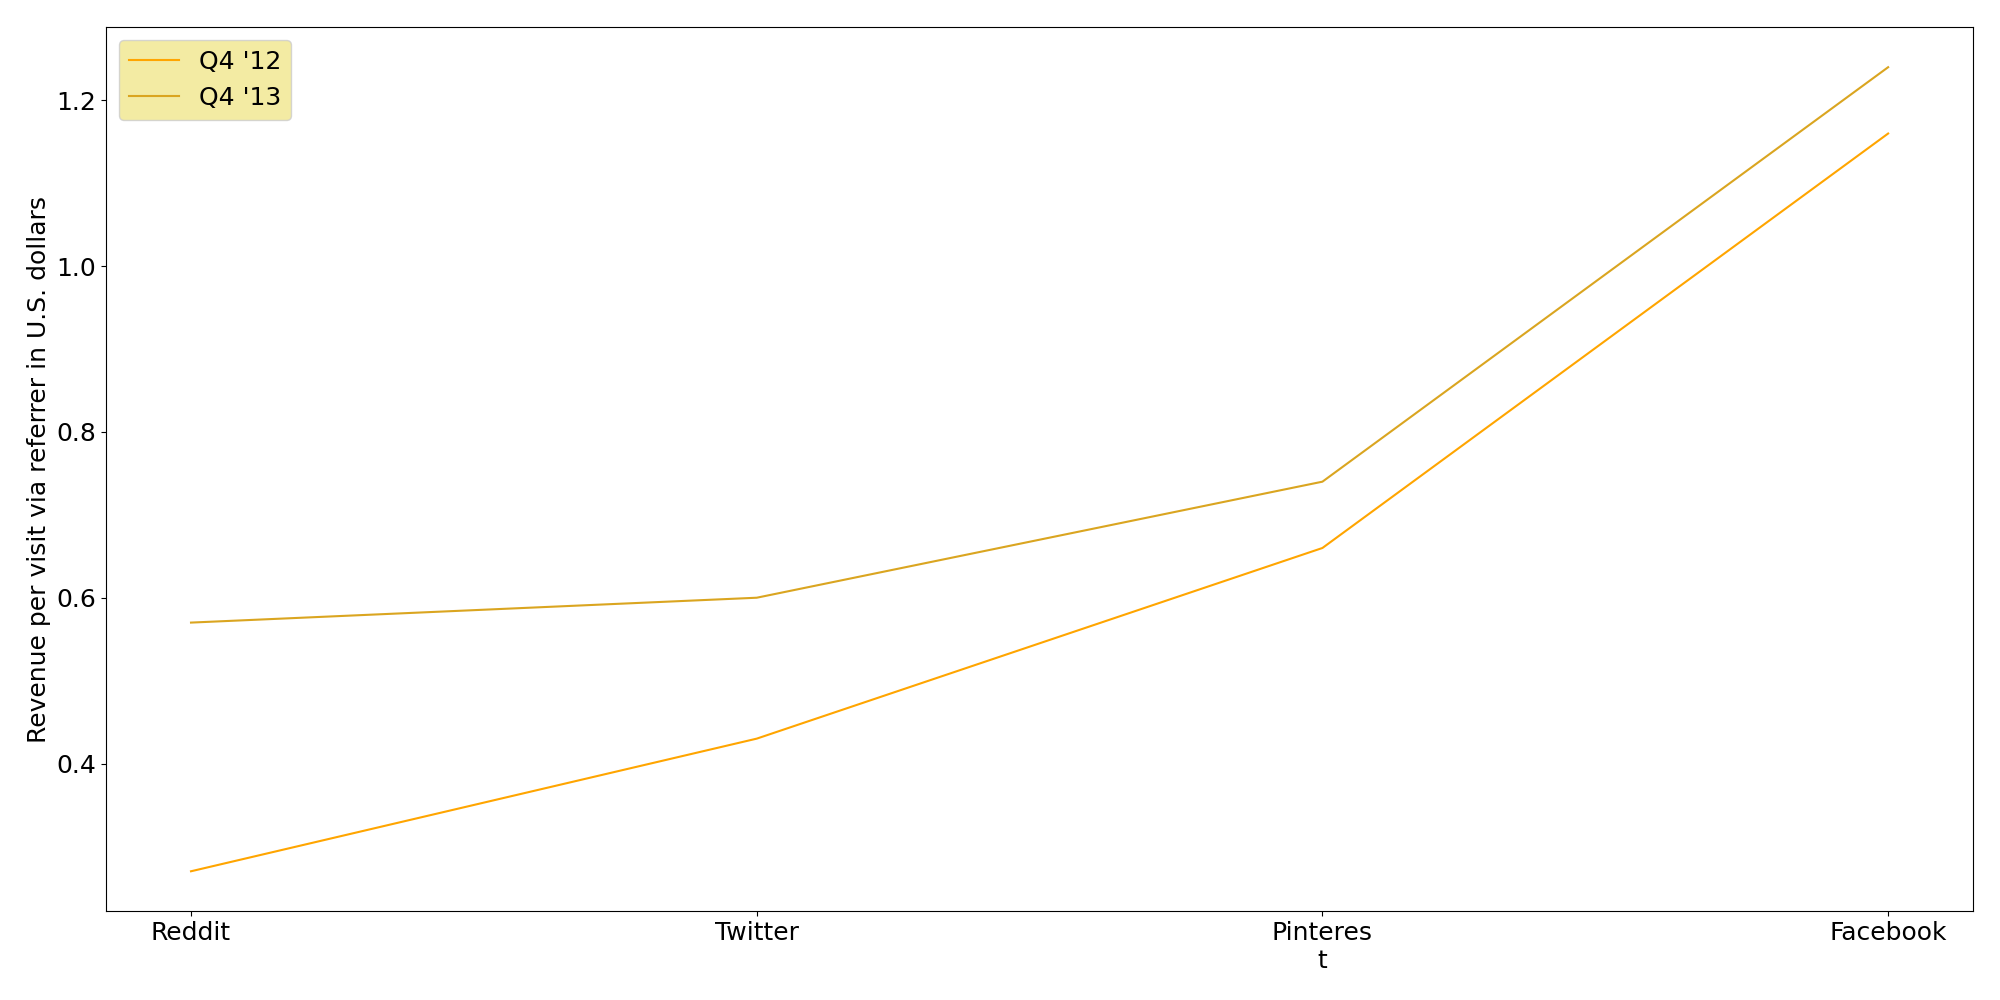 Q4 '12
Q4 '13
Revenue per visit via referrer in U.S. dollars
1.2
1.0
0.8
0.6
0.4
Reddit
Twitter
Pinteres
t
Facebook